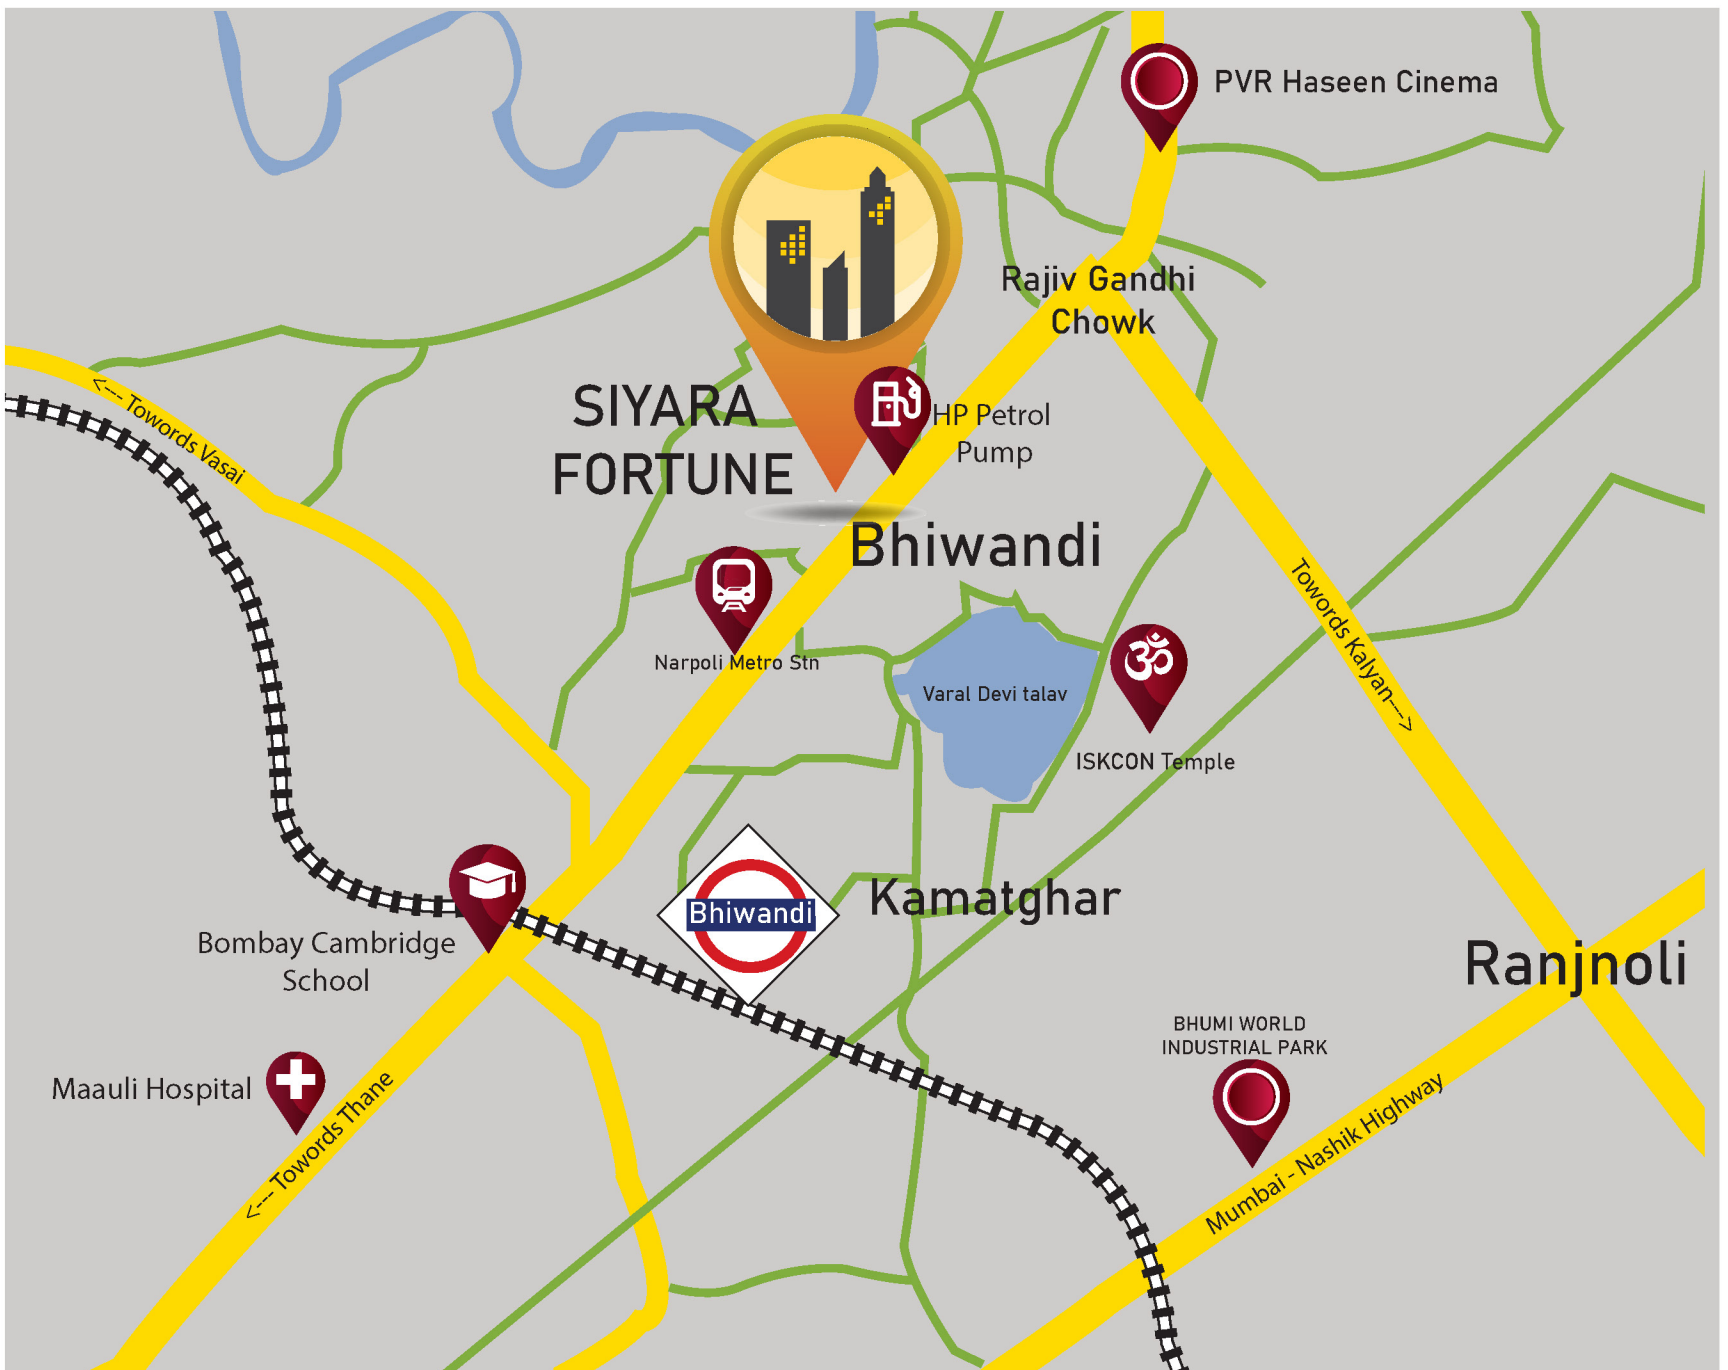 PVR Haseen Cinema
Rajiv Gandhi
Chowk
<--- Towords Vasai
SIYARA
FORTUNE
HP Petrol
Pump
Bhiwandi
Towords Kalyan--->
Narpoli Metro Stn
Varal Devi talav
ISKCON Temple
Bhiwandi
Kamatghar
Bombay Cambridge
School
Ranjnoli
BHUMI WORLD
INDUSTRIAL PARK
Maauli Hospital
<--- Towords Thane
Mumbai - Nashik Highway